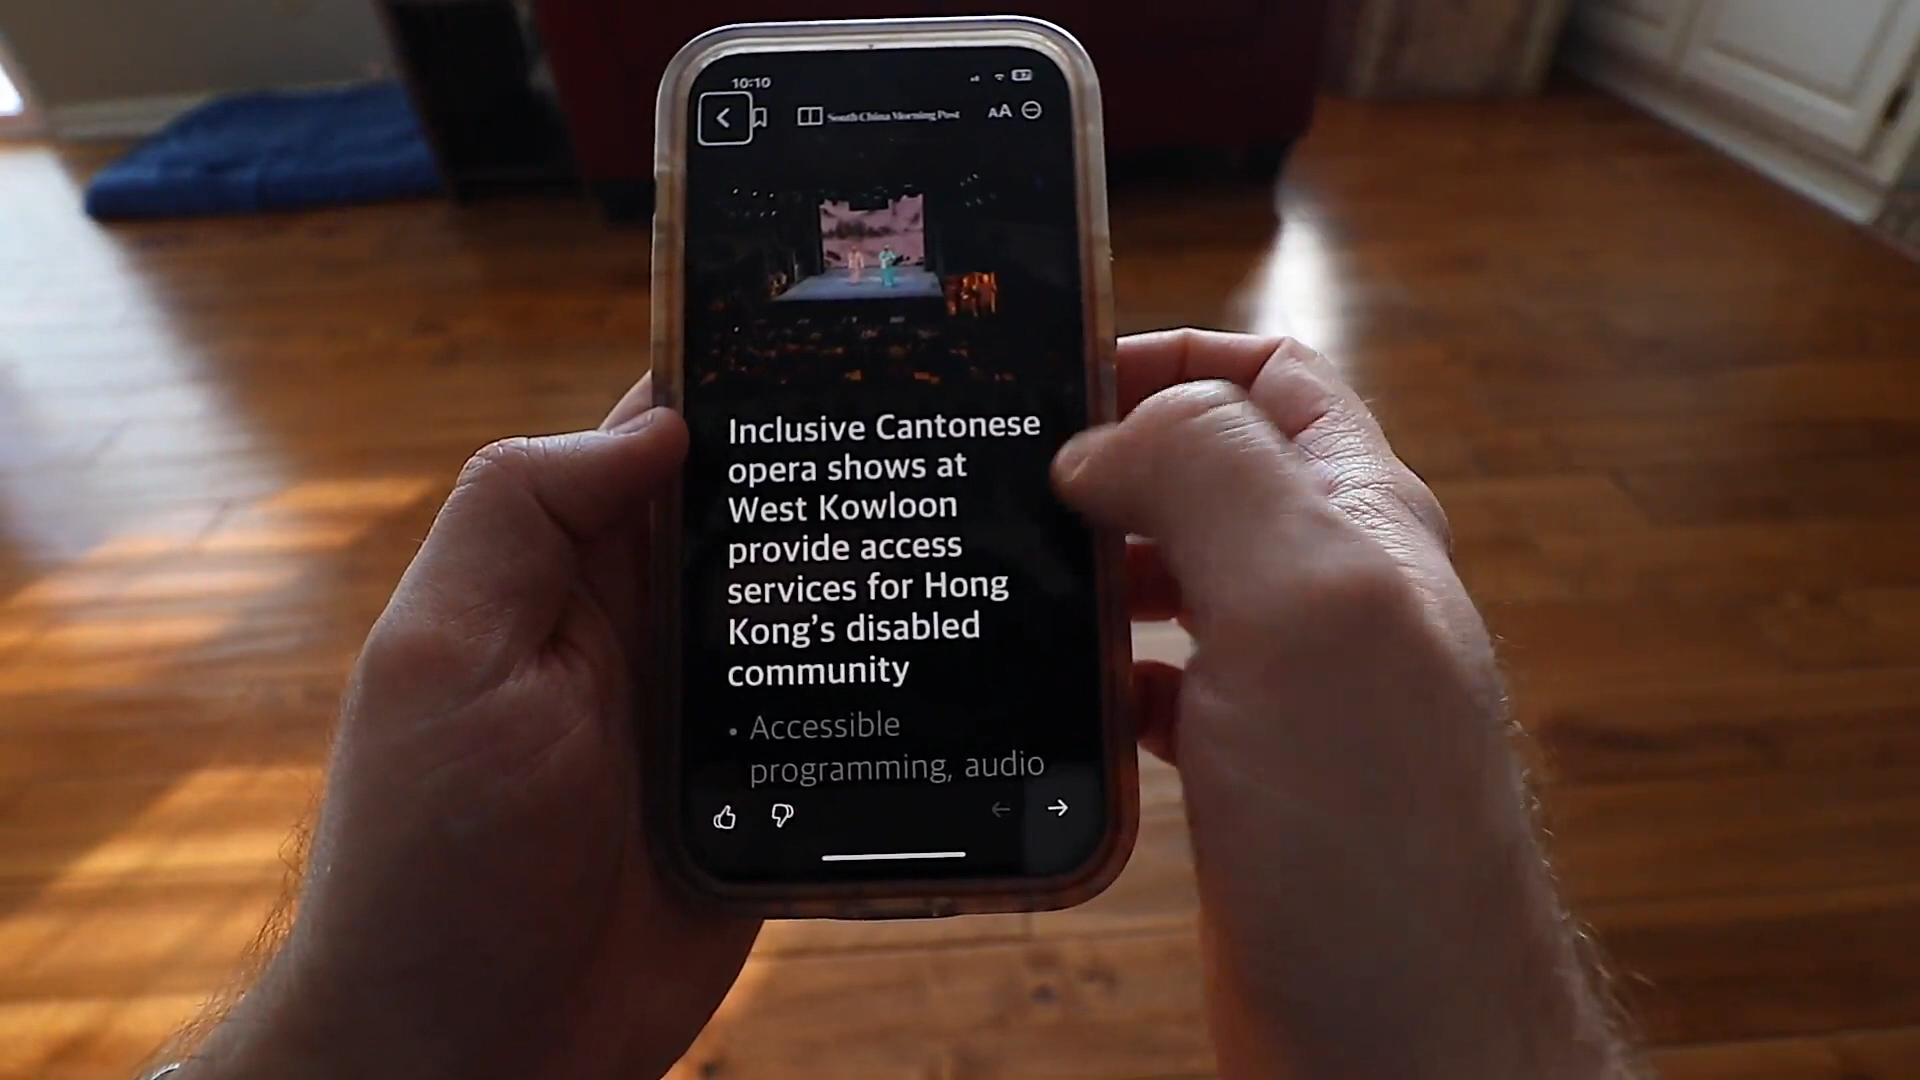 10:10
South China Morning Post
AA
Inclusive Cantonese
opera shows at
West Kowloon
provide access
services for Hong
Kong’s disabled
community
• Accessible
programming, audio